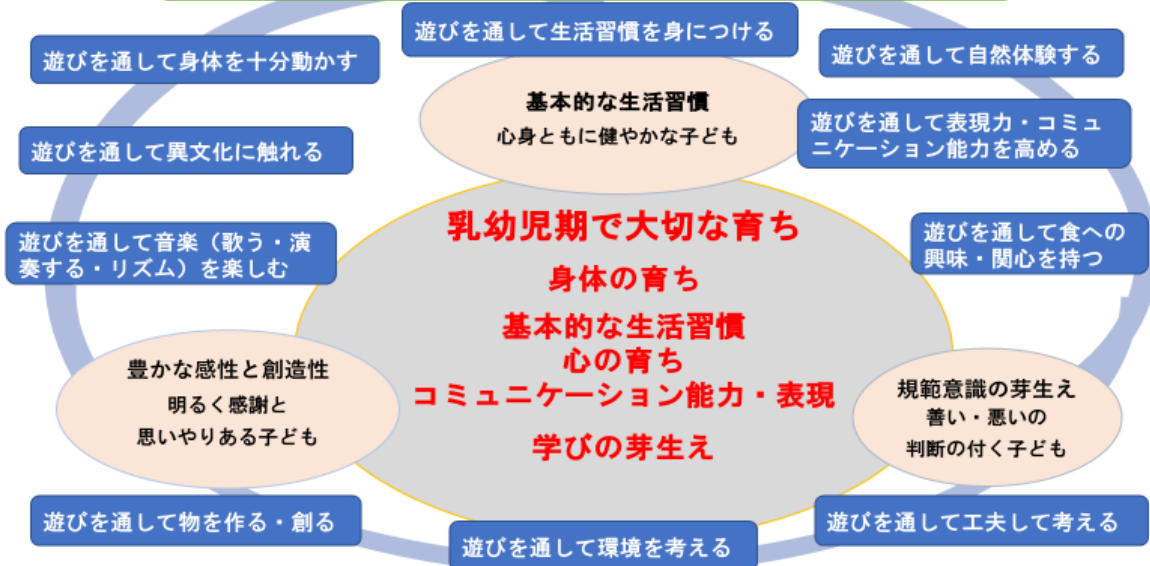 遊びを通して生活習慣を身につける
遊びを通して身体を十分動かす
遊びを通して自然体験する
基本的な生活習慣
心身ともに健やかな子ども
遊びを通して表現力・コミュ
ニケーション能力を高める
遊びを通して異文化に触れる
乳幼児期で大切な育ち
遊びを通して音楽（歌う・演
奏する・リズム）を楽しむ
遊びを通して食への
興味・関心を持つ
身体の育ち
基本的な生活習慣
心の育ち
コミュニケーション能力・表現
学びの芽生え
豊かな感性と創造性
明るく感謝と
思いやりある子ども
規範意識の芽生え
善い・悪いの
判断の付く子ども
遊びを通して物を作る・創る
遊びを通して環境を考える
遊びを通して工夫して考える